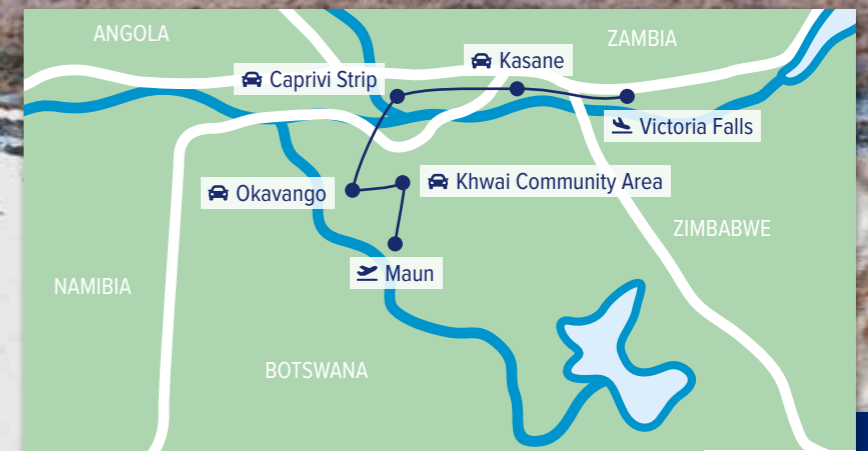 ANGOLA
ZAMBIA
Kasane
Caprivi Strip
Victoria Falls
Khwai Community Area
Okavango
ZIMBABWE
Maun
NAMIBIA
BOTSWANA